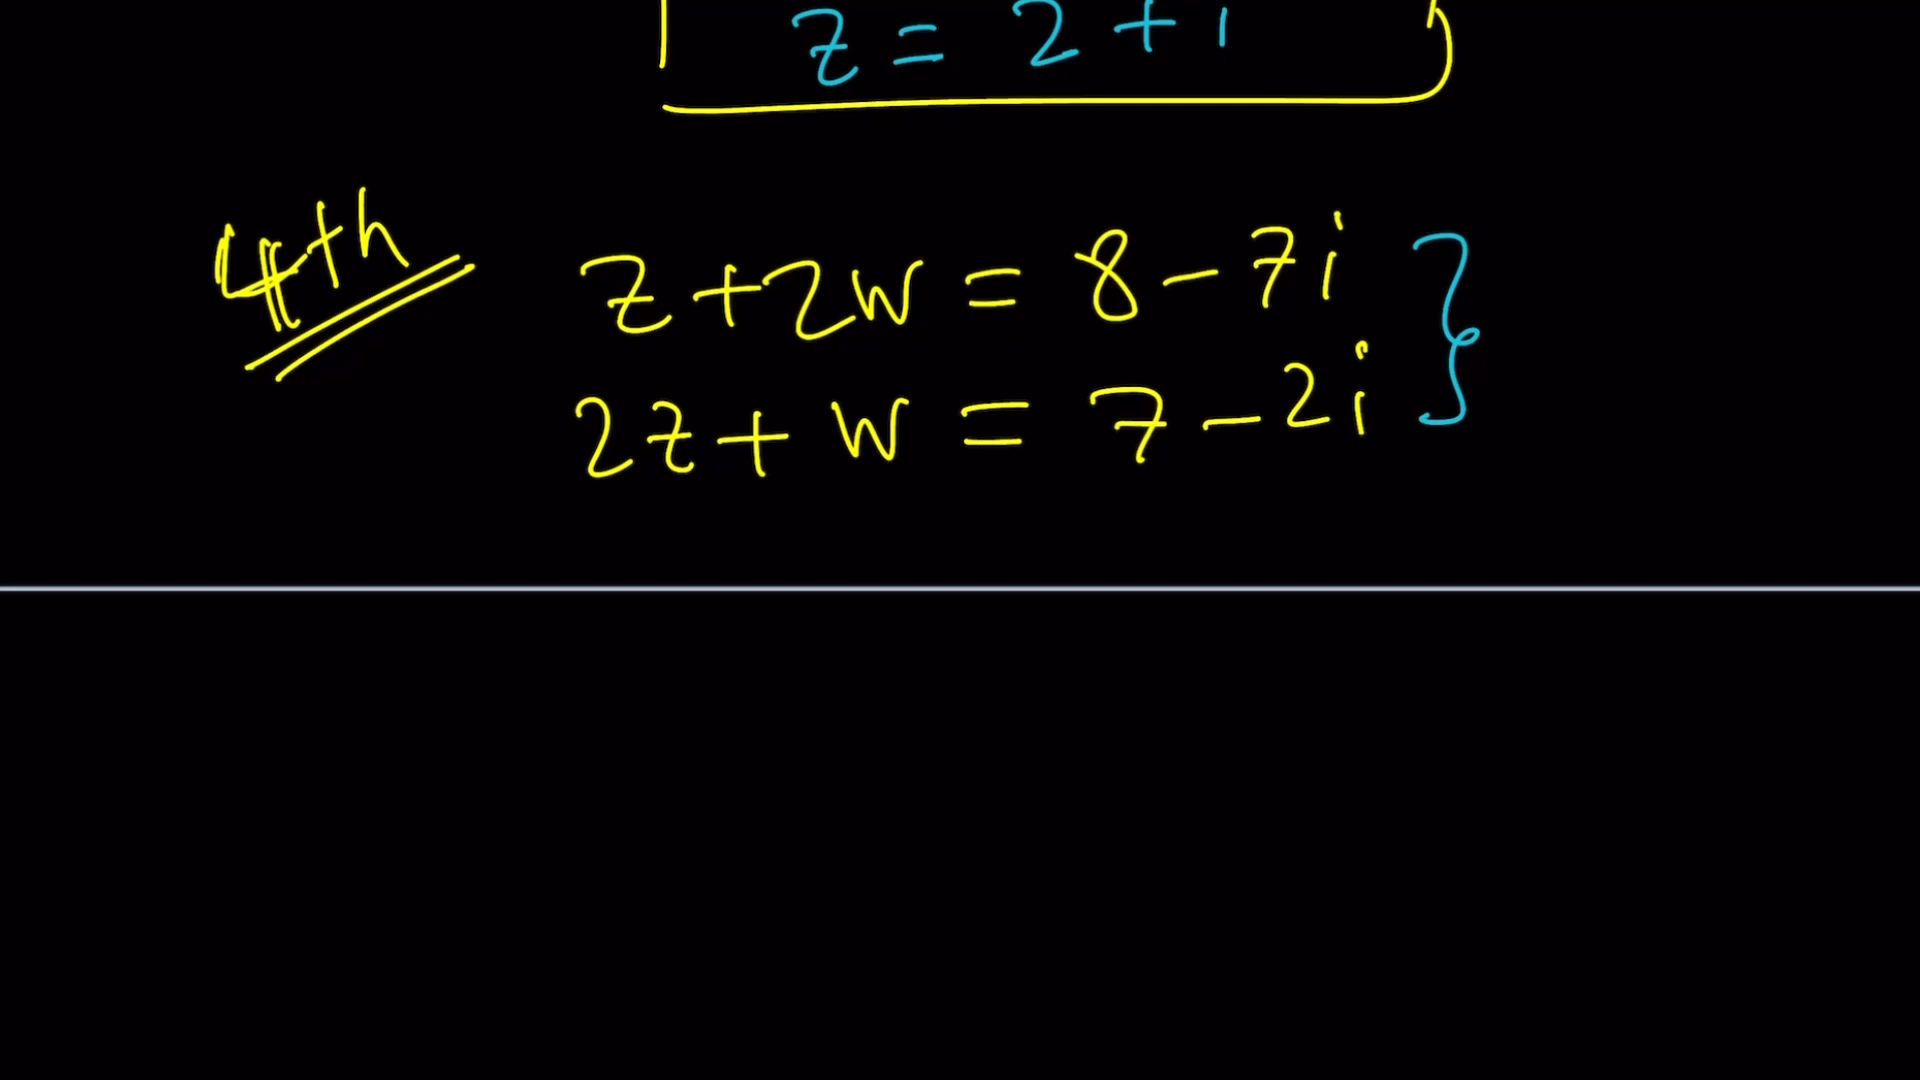 z = 2 + i
4th
z + 2w = 8 - 7i
2z + w = 7 - 2i